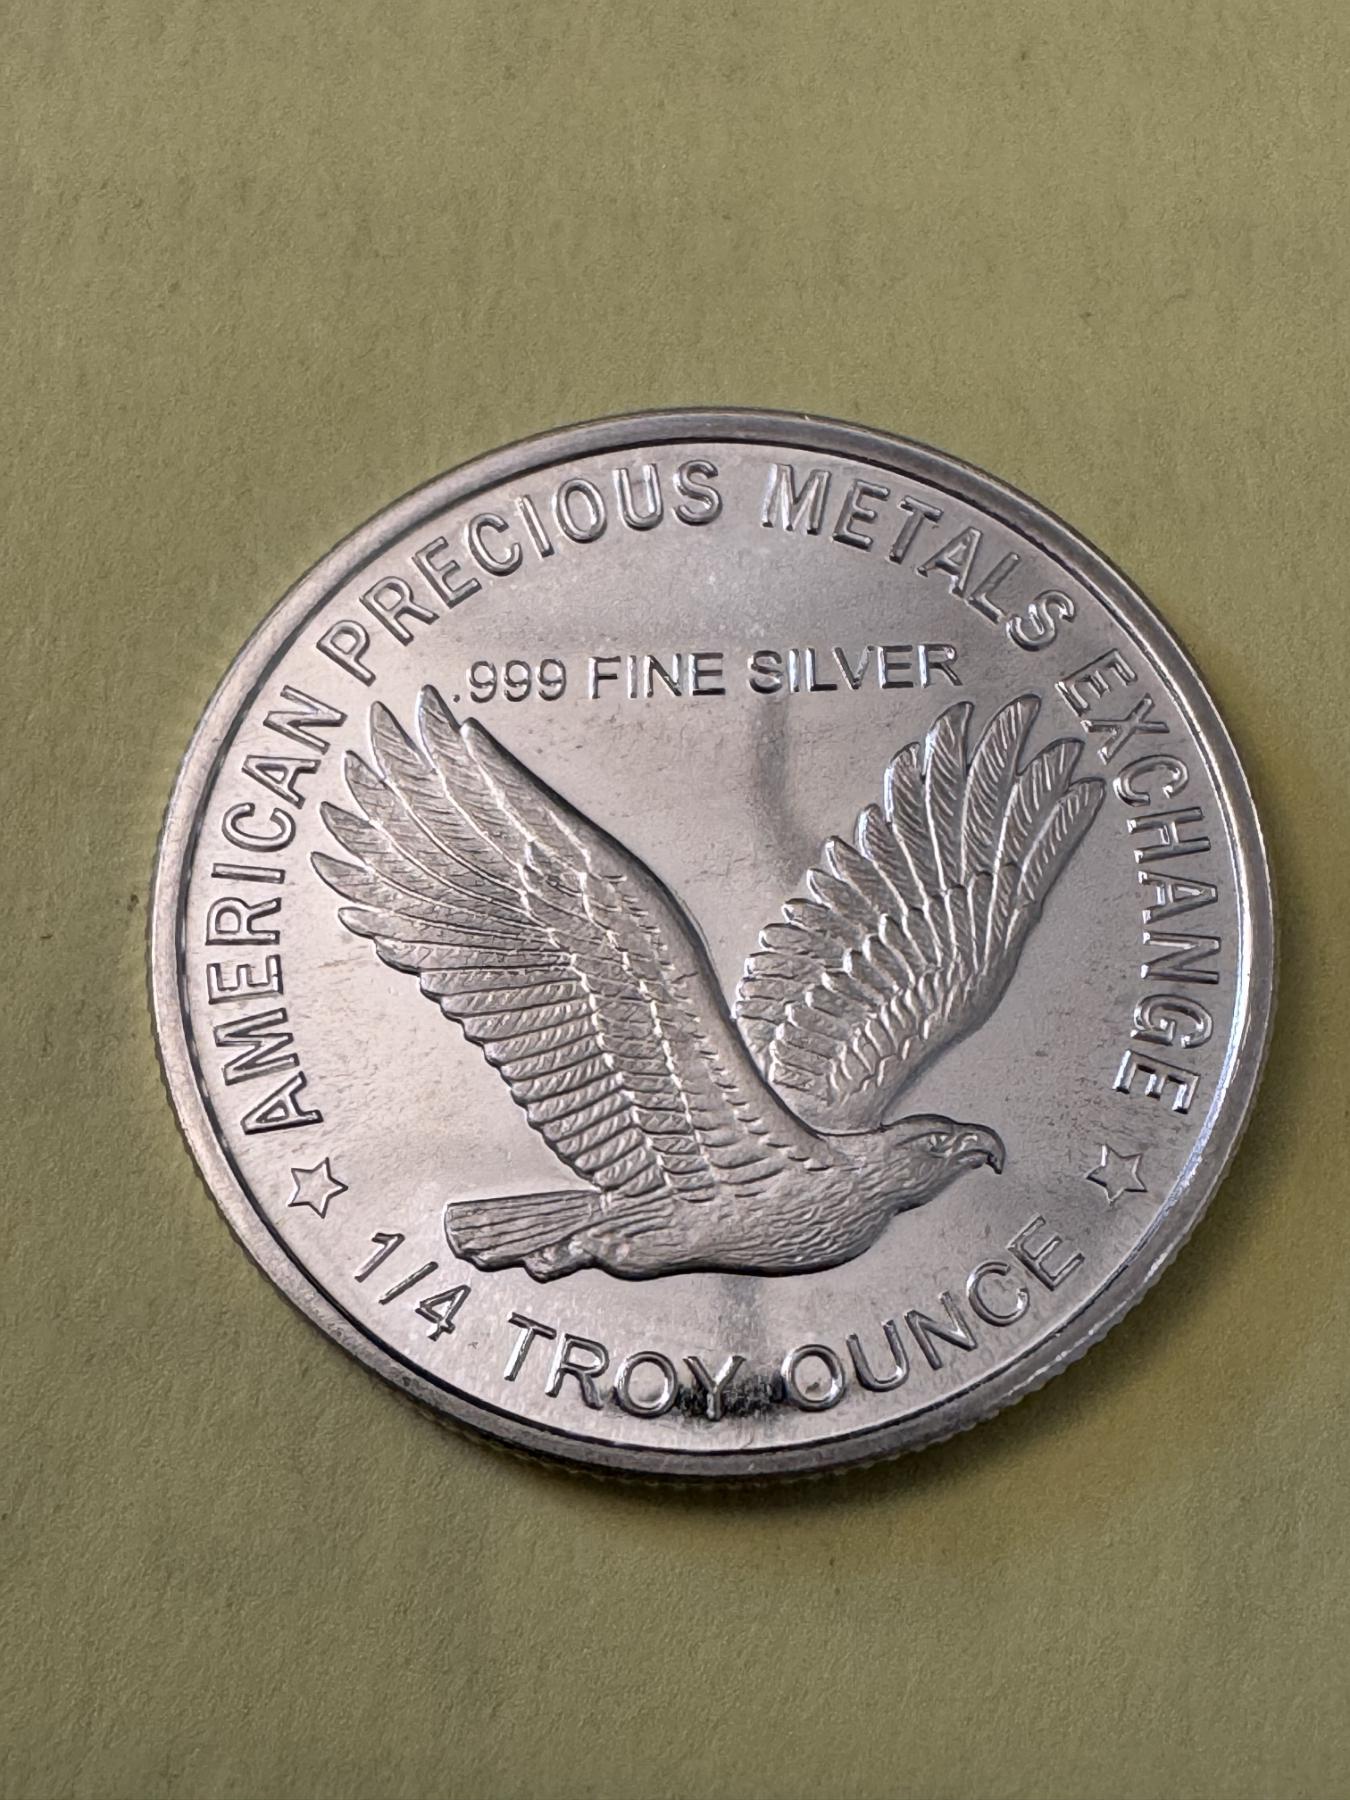 AMERICAN PRECIOUS METALS EXCHANGE
.999 FINE SILVER
1/4 TROY OUNCE